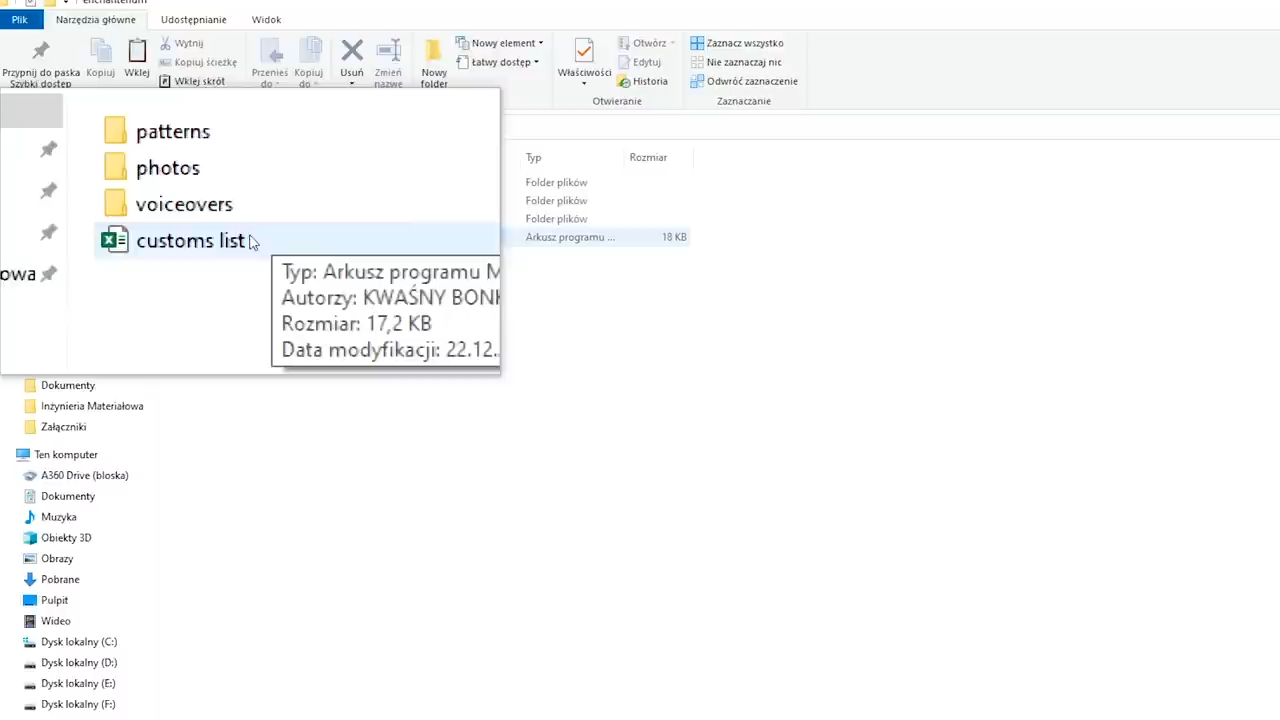 enchantenum
Plik Narzędzia główne Udostępnianie Widok
Przypnij do paska Szybki dostęp
Kopiuj
Wklej
Wytnij
Kopiuj ścieżkę
Wklej skrót
Przenieś do
Kopiuj do
Usuń
Zmień nazwę
Nowy folder
Nowy element
Łatwy dostęp
Właściwości
Otwórz
Edytuj
Historia
Otwieranie
Zaznacz wszystko
Nie zaznaczaj nic
Odwróć zaznaczenie
Zaznaczanie
patterns
photos
voiceovers
customs list
owa
Typ: Arkusz programu M
Autorzy: KWAŚNY BONK
Rozmiar: 17,2 KB
Data modyfikacji: 22.12..
Typ Rozmiar
Folder plików
Folder plików
Folder plików
Arkusz programu ... 18 KB
Dokumenty
Inżynieria Materiałowa
Załączniki
Ten komputer
A360 Drive (bloska)
Dokumenty
Muzyka
Obiekty 3D
Obrazy
Pobrane
Pulpit
Wideo
Dysk lokalny (C:)
Dysk lokalny (D:)
Dysk lokalny (E:)
Dysk lokalny (F:)